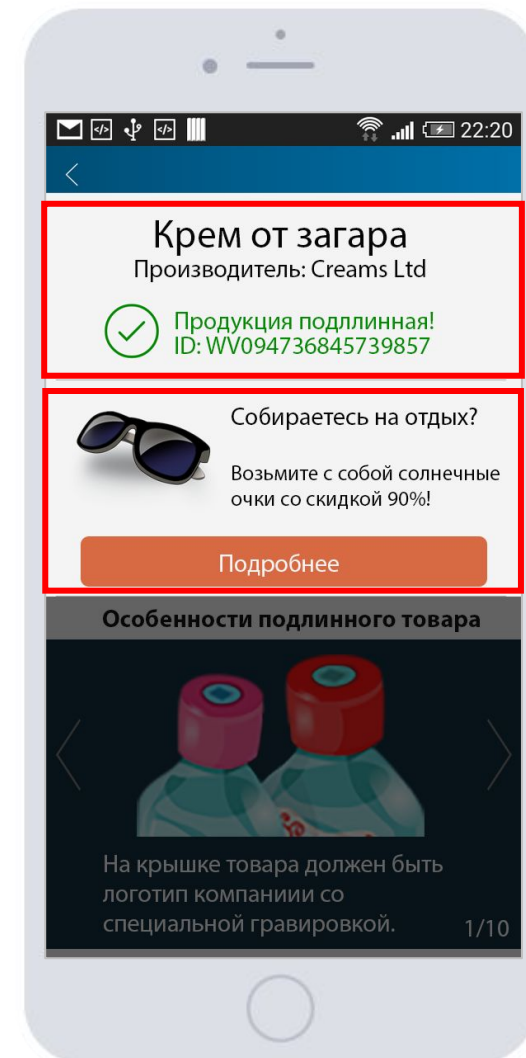 22:20
Крем от загара
Производитель: Creams Ltd
Продукция подллинная!
ID: WV094736845739857
Собираетесь на отдых?
Возьмите с собой солнечные
очки со скидкой 90%!
Подробнее
Особенности подлинного товара
На крышке товара должен быть
логотип компаниии со
специальной гравировкой.
1/10